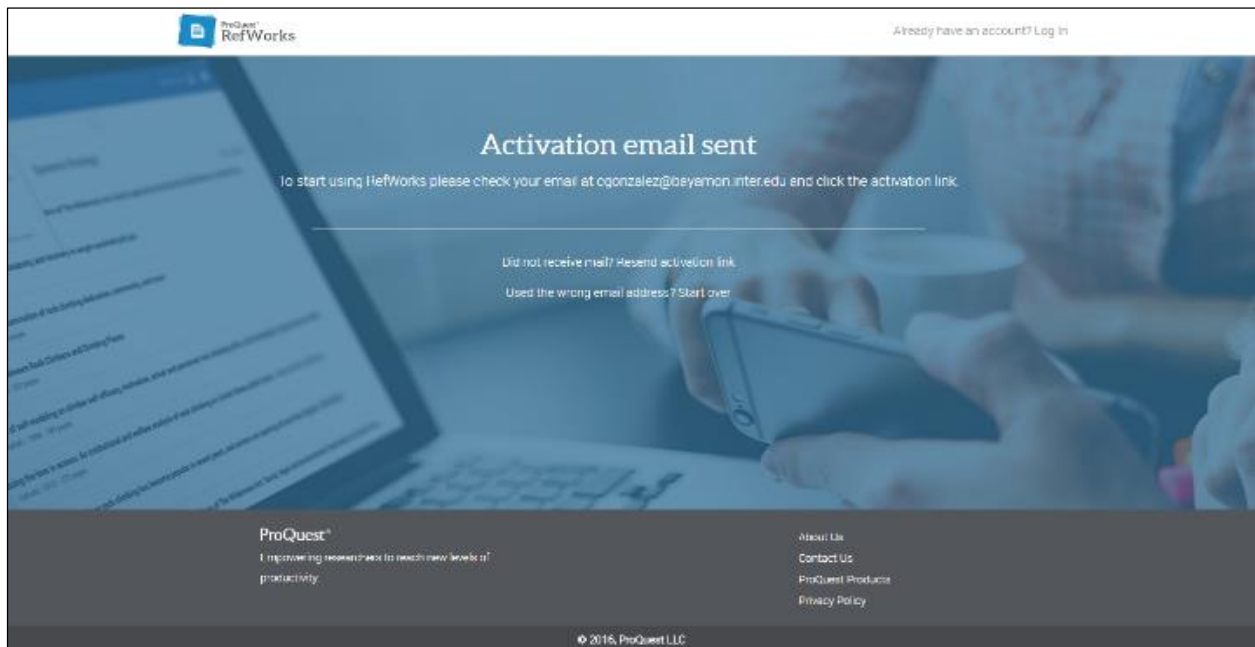 ProQuest®
RefWorks
Already have an account? Log In
Activation email sent
To start using RefWorks please check your email at cgonzalez@bayamon.inter.edu and click the activation link.
Did not receive mail? Resend activation link
Used the wrong email address? Start over
ProQuest®
Empowering researchers to reach new levels of
productivity.
About Us
Contact Us
ProQuest Products
Privacy Policy
© 2016, ProQuest LLC